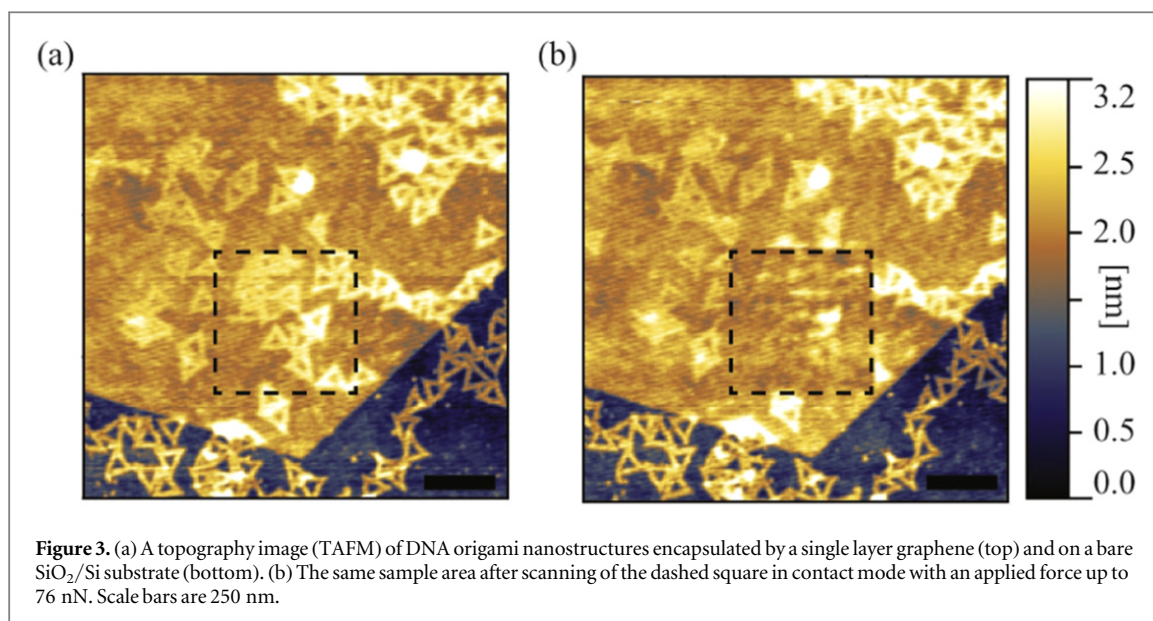 (a)
(b)
3.2
2.5
2.0
1.0
0.5
0.0
[nm]
Figure 3. (a) A topography image (TAFM) of DNA origami nanostructures encapsulated by a single layer graphene (top) and on a bare
SiO₂/Si substrate (bottom). (b) The same sample area after scanning of the dashed square in contact mode with an applied force up to
76 nN. Scale bars are 250 nm.